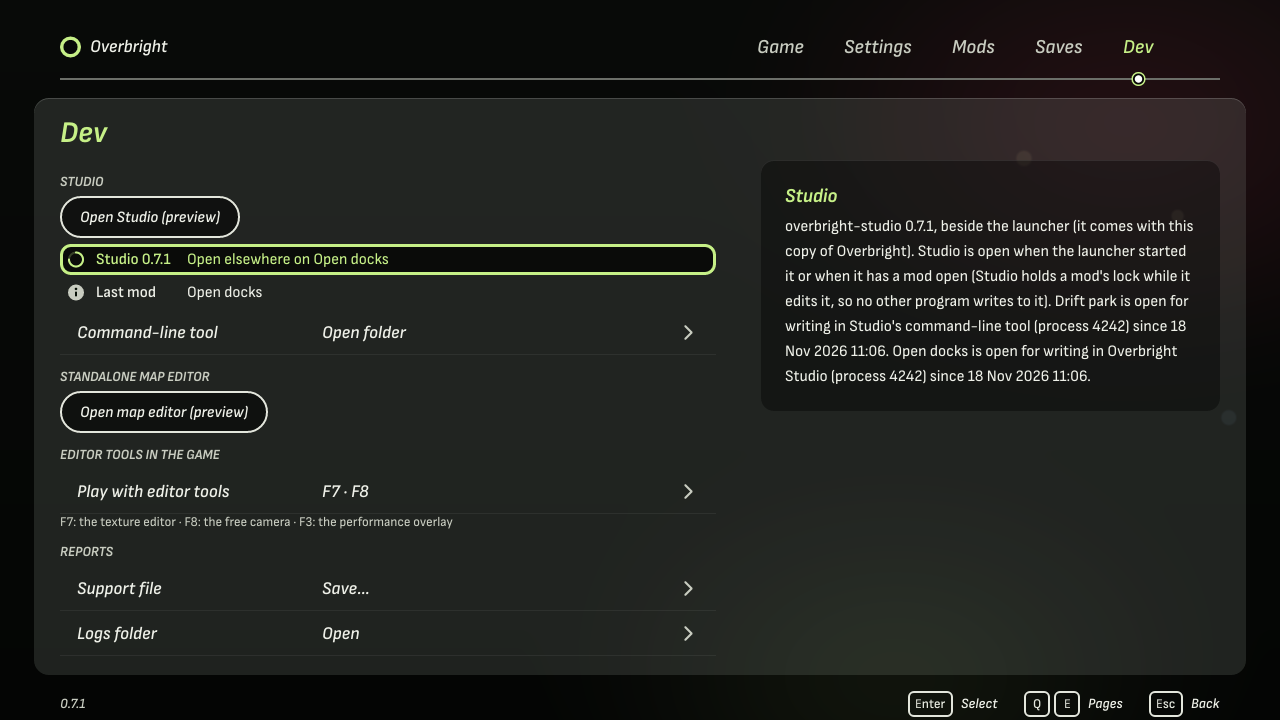 Overbright
Game
Settings
Mods
Saves
Dev
Dev
STUDIO
Open Studio (preview)
Studio 0.7.1 Open elsewhere on Open docks
Last mod Open docks
Command-line tool Open folder
STANDALONE MAP EDITOR
Open map editor (preview)
EDITOR TOOLS IN THE GAME
Play with editor tools F7 · F8
F7: the texture editor · F8: the free camera · F3: the performance overlay
REPORTS
Support file Save...
Logs folder Open
Studio
overbright-studio 0.7.1, beside the launcher (it comes with this
copy of Overbright). Studio is open when the launcher started
it or when it has a mod open (Studio holds a mod's lock while it
edits it, so no other program writes to it). Drift park is open for
writing in Studio's command-line tool (process 4242) since 18
Nov 2026 11:06. Open docks is open for writing in Overbright
Studio (process 4242) since 18 Nov 2026 11:06.
0.7.1
Enter Select
Q E Pages
Esc Back